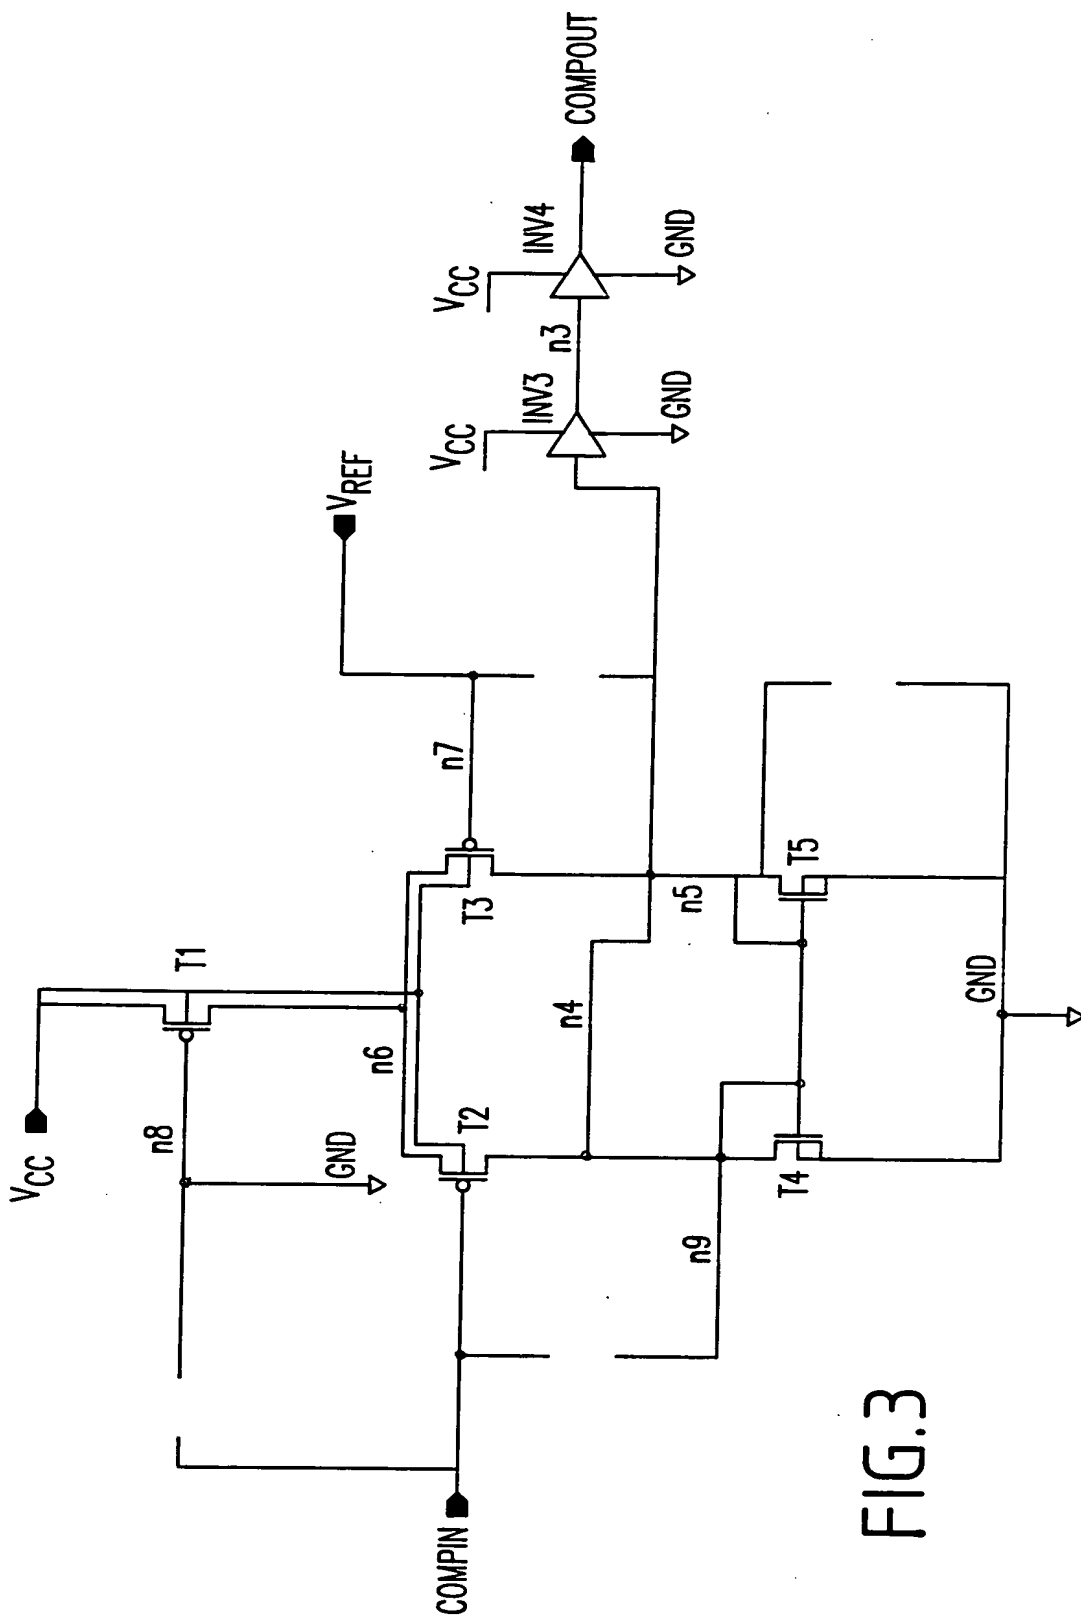 V_CC
n8
GND
T1
n6
T2
T3
n7
V_REF
COMPIN
n9
n4
n5
T4
T5
GND
V_CC
INV3
GND
n3
V_CC
INV4
GND
COMPOUT
FIG.3